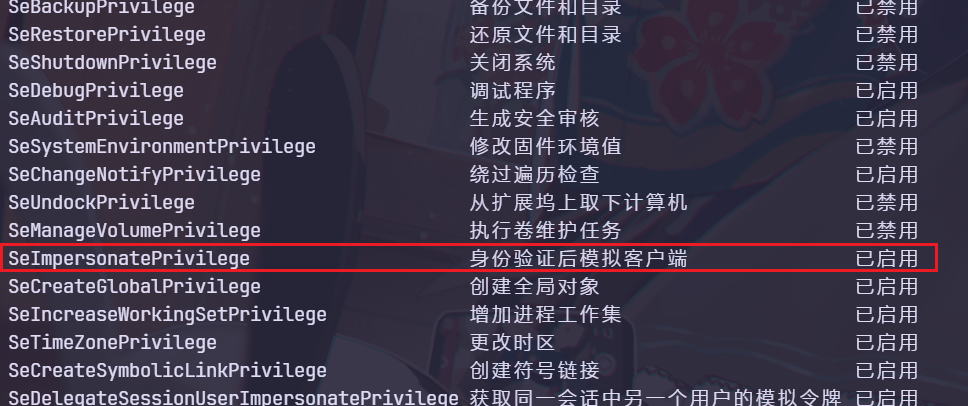 SeBackupPrivilege 备份文件和目录 已禁用
SeRestorePrivilege 还原文件和目录 已禁用
SeShutdownPrivilege 关闭系统 已禁用
SeDebugPrivilege 调试程序 已启用
SeAuditPrivilege 生成安全审核 已启用
SeSystemEnvironmentPrivilege 修改固件环境值 已禁用
SeChangeNotifyPrivilege 绕过遍历检查 已启用
SeUndockPrivilege 从扩展坞上取下计算机 已禁用
SeManageVolumePrivilege 执行卷维护任务 已禁用
SeImpersonatePrivilege 身份验证后模拟客户端 已启用
SeCreateGlobalPrivilege 创建全局对象 已启用
SeIncreaseWorkingSetPrivilege 增加进程工作集 已启用
SeTimeZonePrivilege 更改时区 已启用
SeCreateSymbolicLinkPrivilege 创建符号链接 已启用
SeDelegateSessionUserImpersonatePrivilege 获取同一会话中另一个用户的模拟令牌 已启用